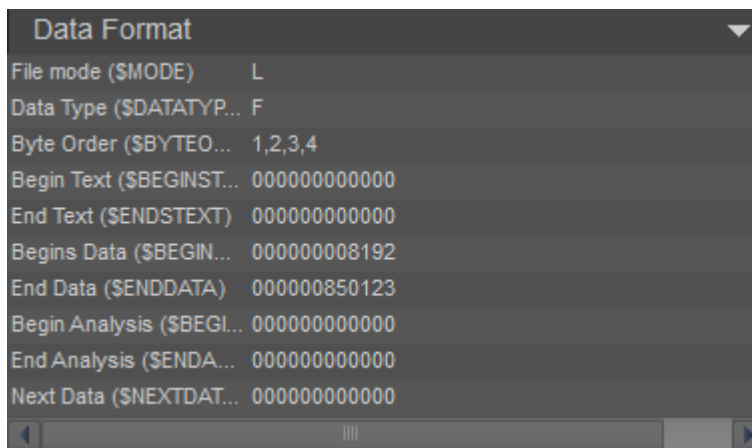 Data Format
File mode ($MODE) L
Data Type ($DATATYP... F
Byte Order ($BYTEO... 1,2,3,4
Begin Text ($BEGINST... 000000000000
End Text ($ENDSTEXT) 000000000000
Begins Data ($BEGIN... 000000008192
End Data ($ENDDATA) 000000850123
Begin Analysis ($BEGI... 000000000000
End Analysis ($ENDA... 000000000000
Next Data ($NEXTDAT... 000000000000